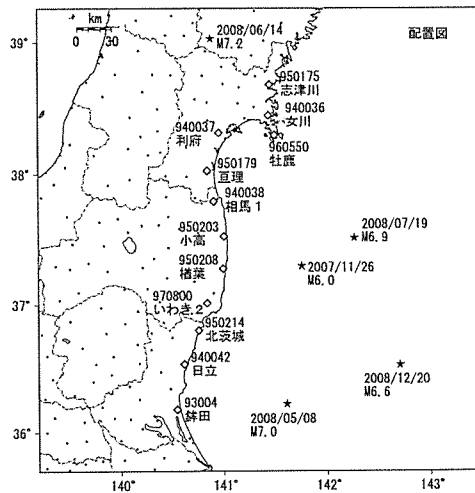 km
0 30
配置図
39°
38°
37°
36°
140°
141°
142°
143°
2008/06/14
M7.2
950175
志津川
940036
女川
940037
利府
960550
牡鹿
950179
亘理
940038
相馬1
950203
小高
2008/07/19
M6.9
950208
楢葉
2007/11/26
M6.0
970800
いわき2
950214
北茨城
940042
日立
2008/12/20
M6.6
93004
鉾田
2008/05/08
M7.0